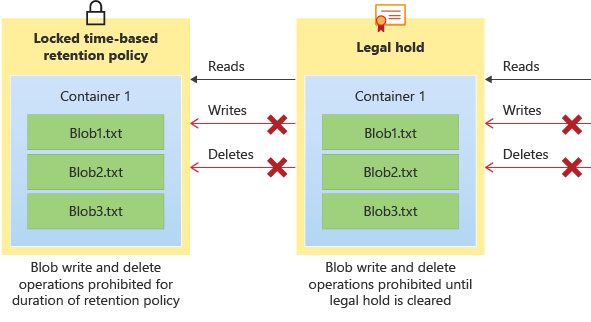 Locked time-based
retention policy
Container 1
Blob1.txt
Blob2.txt
Blob3.txt
Blob write and delete
operations prohibited for
duration of retention policy
Reads
Writes
Deletes
Legal hold
Container 1
Blob1.txt
Blob2.txt
Blob3.txt
Blob write and delete
operations prohibited until
legal hold is cleared
Reads
Writes
Deletes